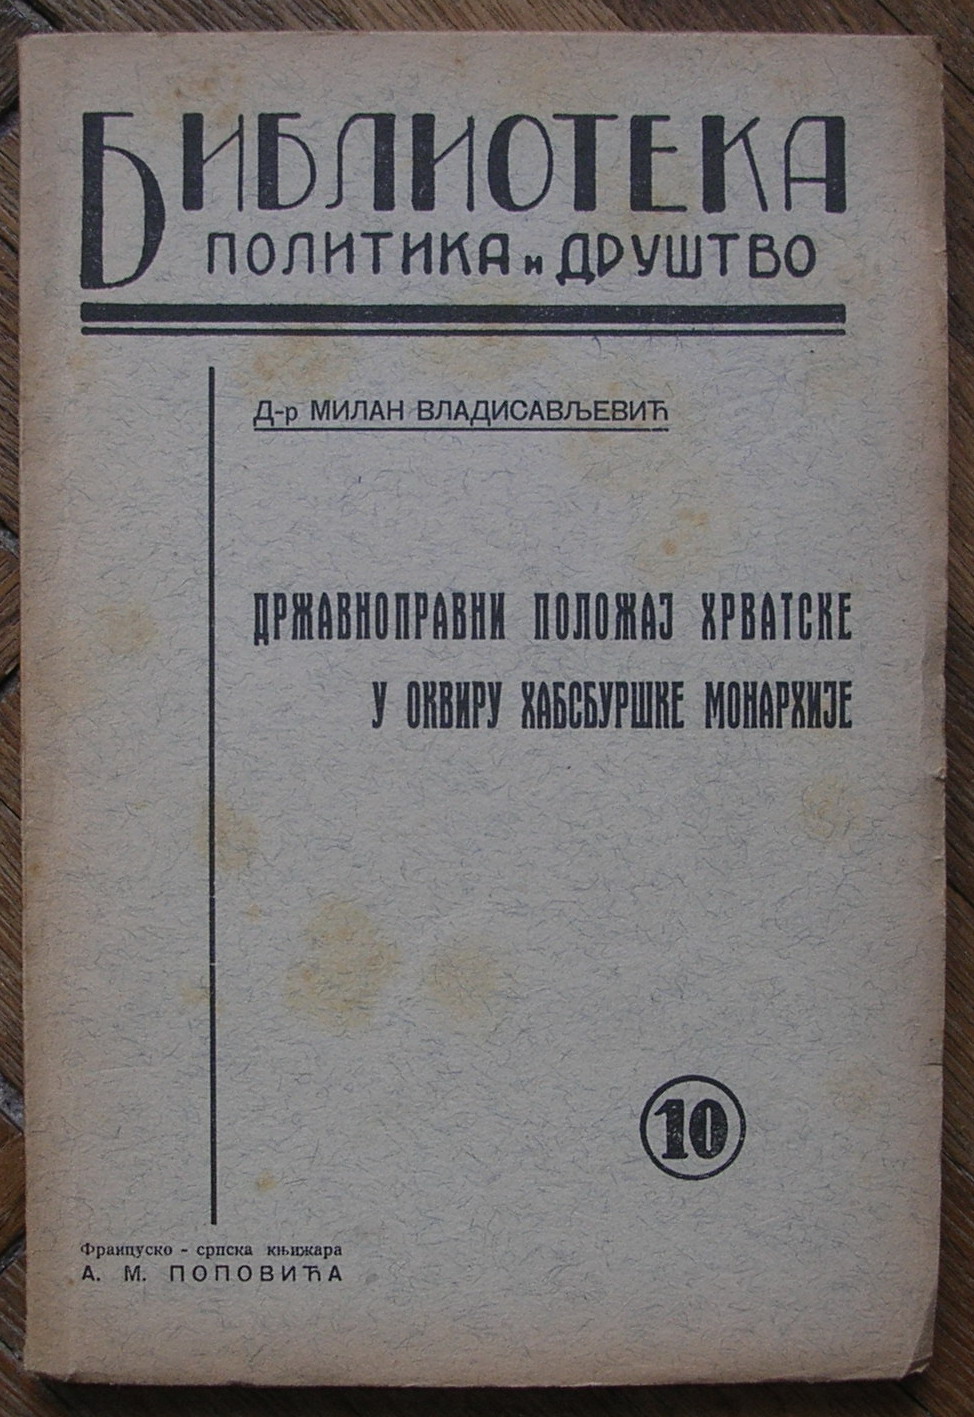 БИБЛИОТЕКА
ПОЛИТИКА и ДРУШТВО
Д-р МИЛАН ВЛАДИСАВЉЕВИЋ
ДРЖАВНОПРАВНИ ПОЛОЖАЈ ХРВАТСКЕ
У ОКВИРУ ХАБСБУРШКЕ МОНАРХИЈЕ
10
Француско - српска књижара
А. М. ПОПОВИЋА